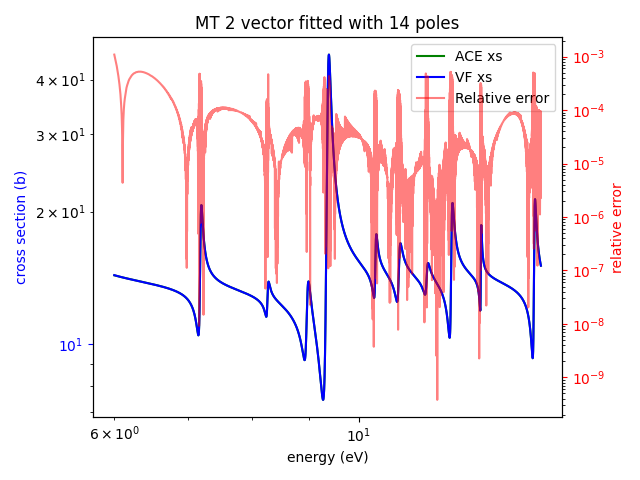 MT 2 vector fitted with 14 poles
ACE xs
VF xs
Relative error
4 × 10¹
3 × 10¹
2 × 10¹
10¹
cross section (b)
10⁻³
10⁻⁴
10⁻⁵
10⁻⁶
10⁻⁷
10⁻⁸
10⁻⁹
relative error
6 × 10⁰
10¹
energy (eV)